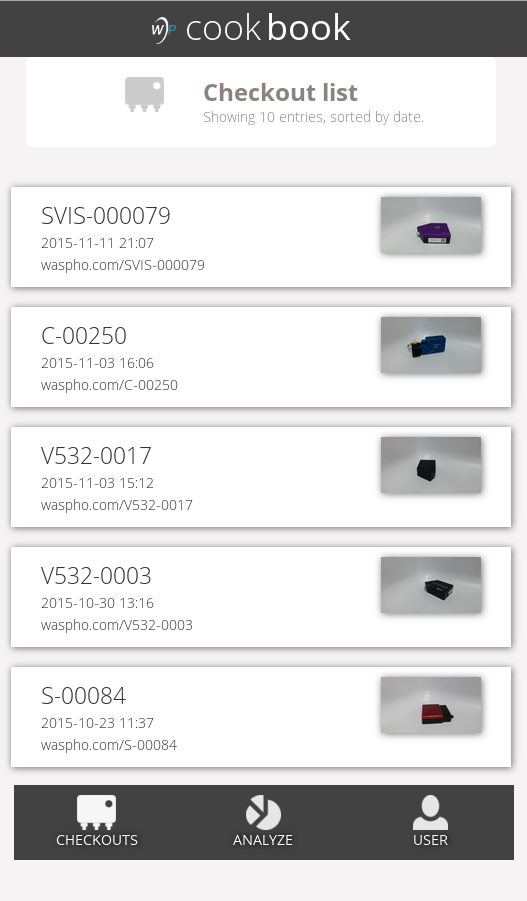 WP cookbook
Checkout list
Showing 10 entries, sorted by date.
SVIS-000079
2015-11-11 21:07
waspho.com/SVIS-000079
C-00250
2015-11-03 16:06
waspho.com/C-00250
V532-0017
2015-11-03 15:12
waspho.com/V532-0017
V532-0003
2015-10-30 13:16
waspho.com/V532-0003
S-00084
2015-10-23 11:37
waspho.com/S-00084
CHECKOUTS ANALYZE USER